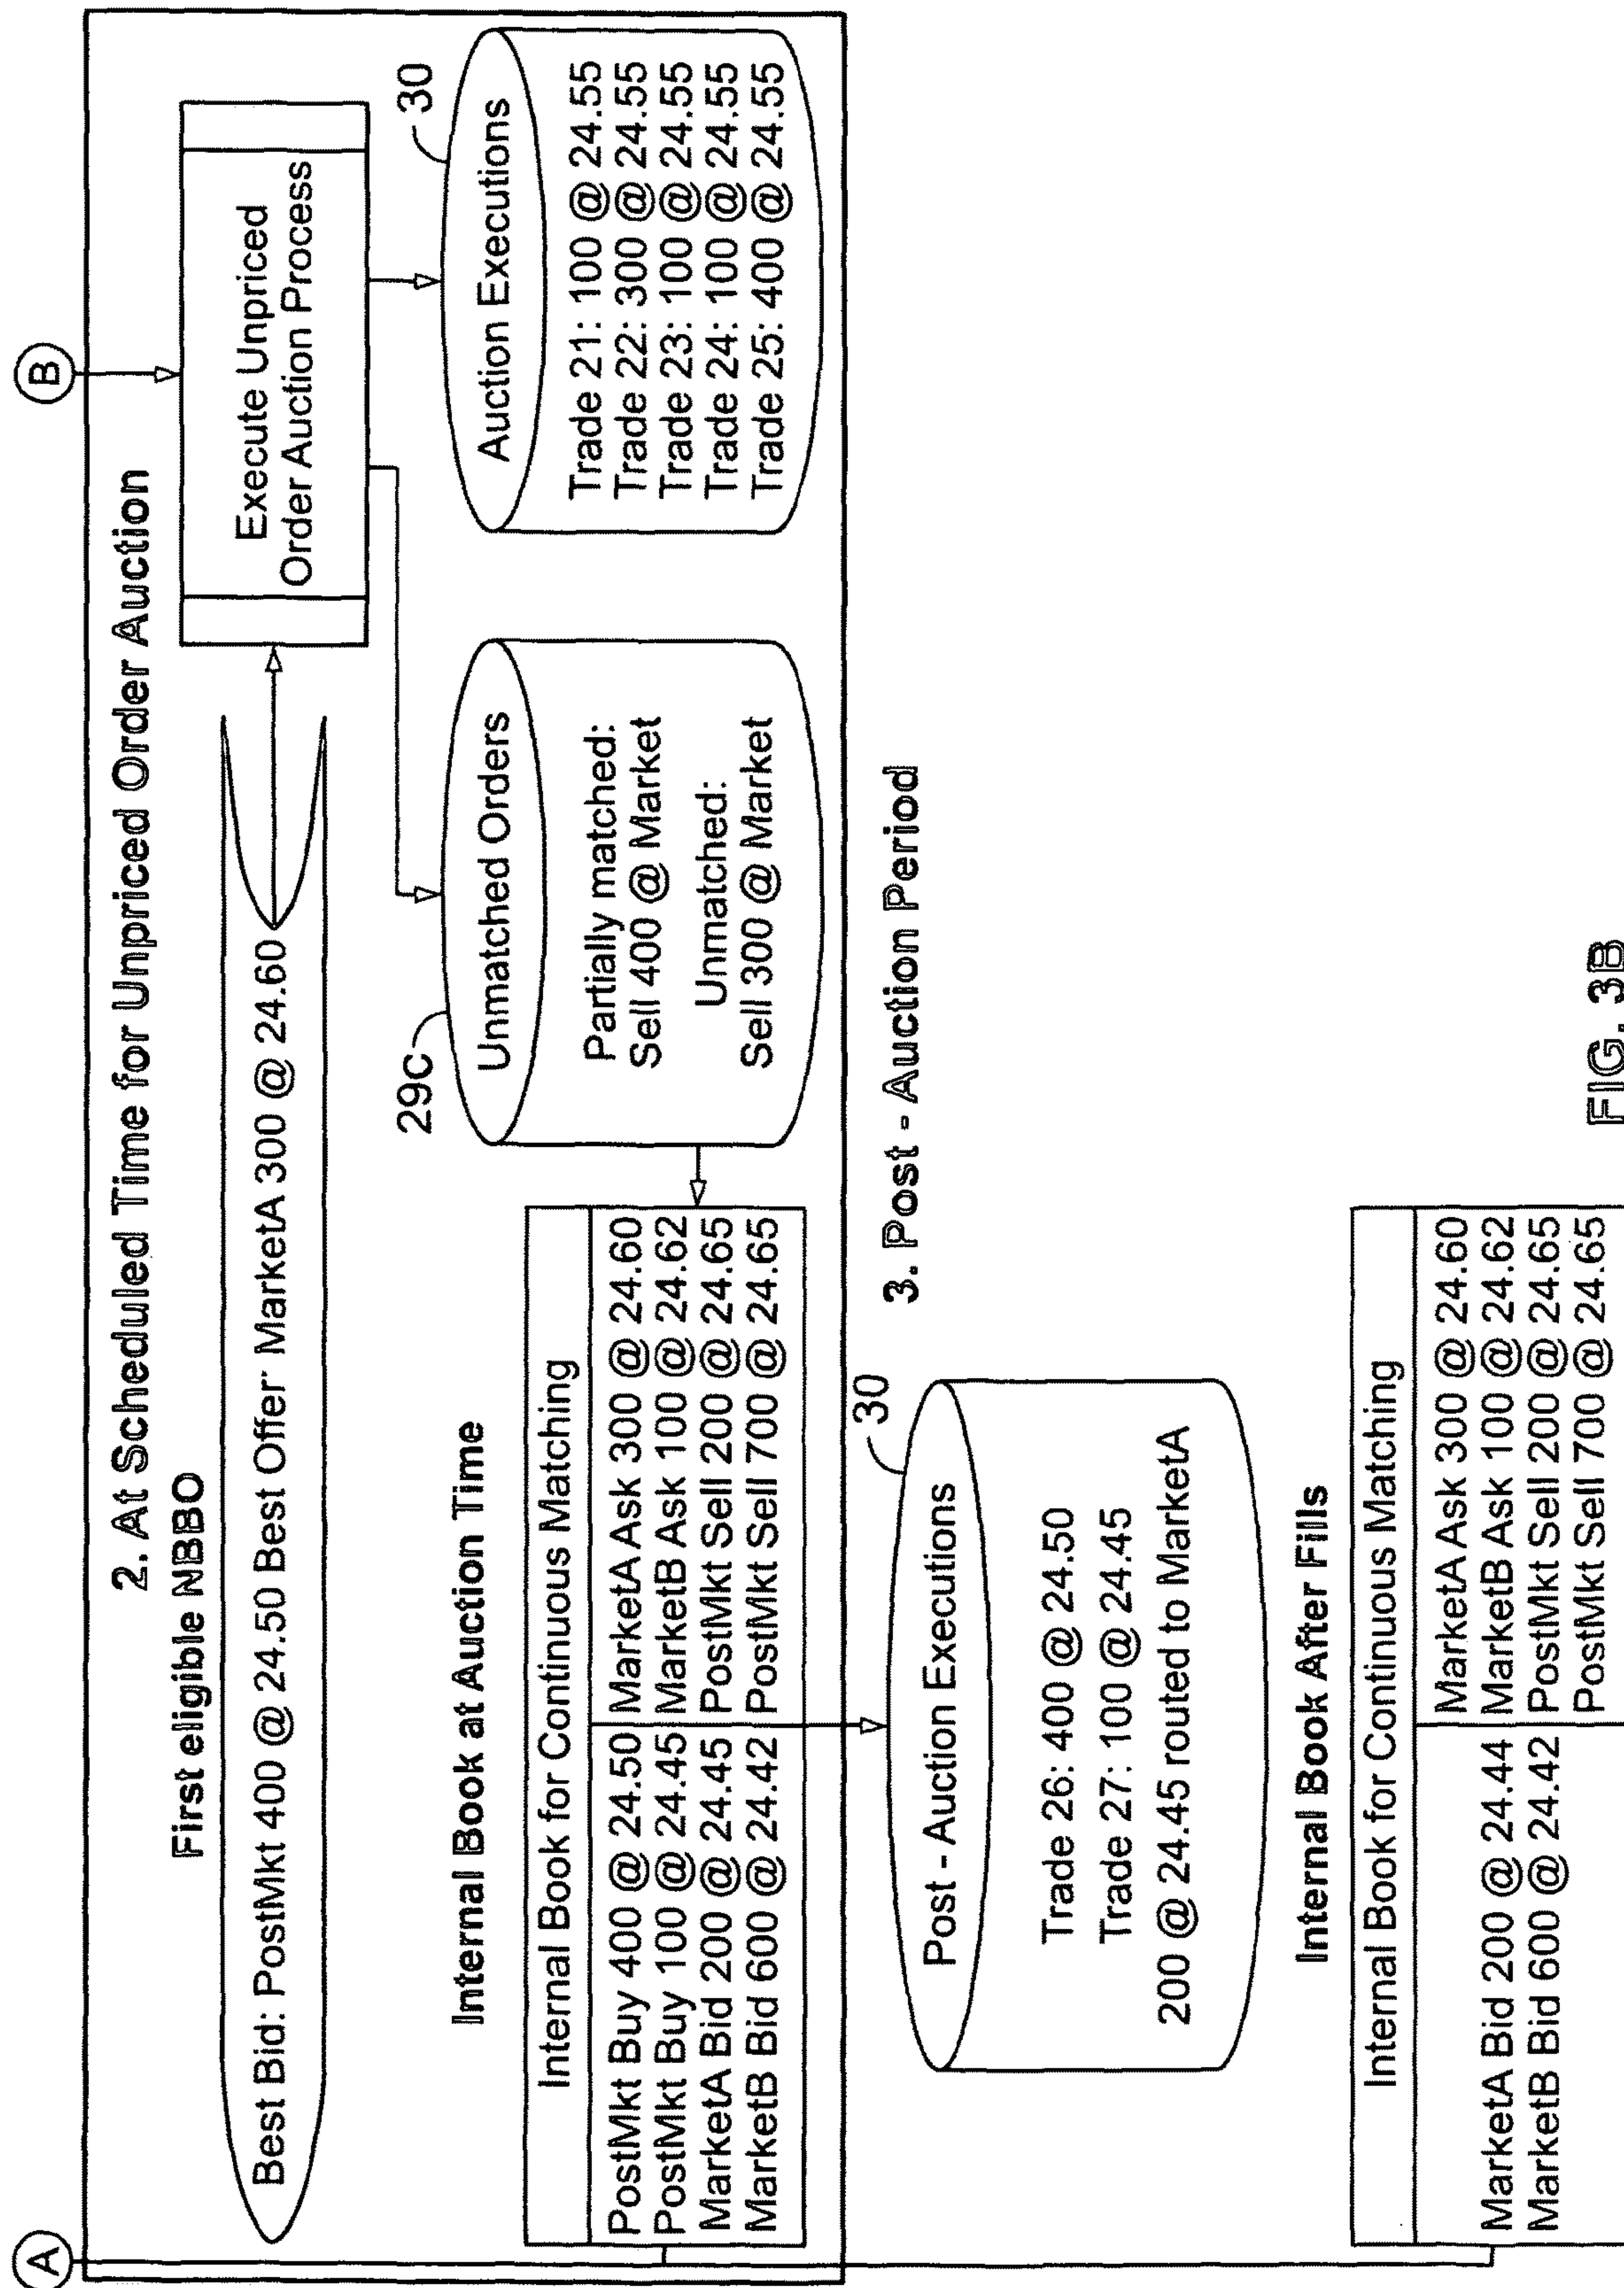 A
B
2. At Scheduled Time for Unpriced Order Auction
First eligible NBBO
Best Bid: PostMkt 400 @ 24.50 Best Offer MarketA 300 @ 24.60
Execute Unpriced
Order Auction Process
Internal Book at Auction Time
Internal Book for Continuous Matching
PostMkt Buy 400 @ 24.50 MarketA Ask 300 @ 24.60
PostMkt Buy 100 @ 24.45 MarketB Ask 100 @ 24.62
MarketA Bid 200 @ 24.45 PostMkt Sell 200 @ 24.65
MarketB Bid 600 @ 24.42 PostMkt Sell 700 @ 24.65
29c
Unmatched Orders
Partially matched:
Sell 400 @ Market
Unmatched:
Sell 300 @ Market
30
Auction Executions
Trade 21: 100 @ 24.55
Trade 22: 300 @ 24.55
Trade 23: 100 @ 24.55
Trade 24: 100 @ 24.55
Trade 25: 400 @ 24.55
3. Post - Auction Period
30
Post - Auction Executions
Trade 26: 400 @ 24.50
Trade 27: 100 @ 24.45
200 @ 24.45 routed to MarketA
Internal Book After Fills
Internal Book for Continuous Matching
MarketA Bid 200 @ 24.44 MarketA Ask 300 @ 24.60
MarketB Bid 600 @ 24.42 MarketB Ask 100 @ 24.62
PostMkt Sell 200 @ 24.65
PostMkt Sell 700 @ 24.65
FIG. 3B